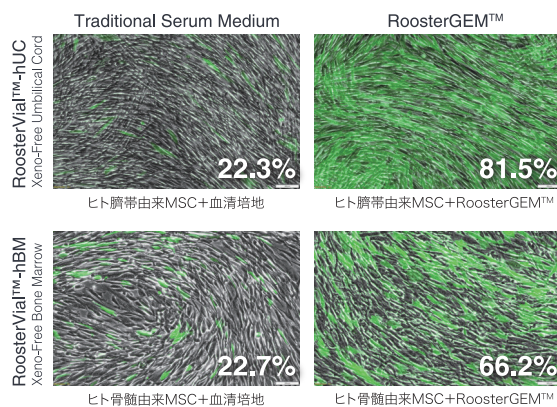 Traditional Serum Medium
RoosterGEM™
RoosterVial™-hUC
Xeno-Free Umbilical Cord
22.3%
81.5%
ヒト臍帯由来MSC+血清培地
ヒト臍帯由来MSC+RoosterGEM™
RoosterVial™-hBM
Xeno-Free Bone Marrow
22.7%
66.2%
ヒト骨髄由来MSC+血清培地
ヒト骨髄由来MSC+RoosterGEM™